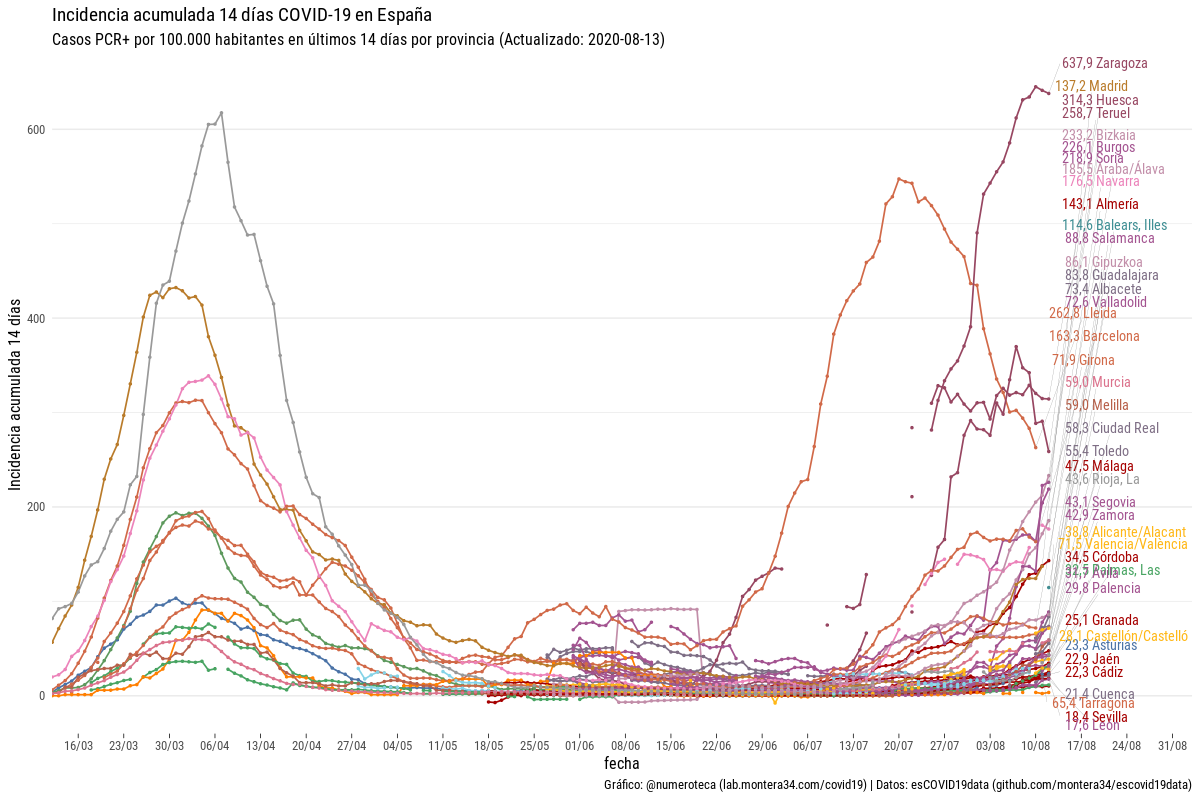 Incidencia acumulada 14 días COVID-19 en España
Casos PCR+ por 100.000 habitantes en últimos 14 días por provincia (Actualizado: 2020-08-13)
Incidencia acumulada 14 días
600
400
200
0
637,9 Zaragoza
137,2 Madrid
314,3 Huesca
258,7 Teruel
233,2 Bizkaia
226,1 Burgos
218,9 Soria
185,5 Araba/Álava
176,5 Navarra
143,1 Almería
114,6 Balears, Illes
88,8 Salamanca
86,1 Gipuzkoa
83,8 Guadalajara
73,4 Albacete
72,6 Valladolid
262,8 Lleida
163,3 Barcelona
71,9 Girona
59,0 Murcia
59,0 Melilla
58,3 Ciudad Real
55,4 Toledo
47,5 Málaga
43,6 Rioja, La
43,1 Segovia
42,9 Zamora
38,8 Alicante/Alacant
71,5 Valencia/València
34,5 Córdoba
32,5 Palmas, Las
31,7 Ávila
29,8 Palencia
25,1 Granada
28,1 Castellón/Castelló
23,3 Asturias
22,9 Jaén
22,3 Cádiz
21,4 Cuenca
65,4 Tarragona
18,4 Sevilla
17,6 León
16/03 23/03 30/03 06/04 13/04 20/04 27/04 04/05 11/05 18/05 25/05 01/06 08/06 15/06 22/06 29/06 06/07 13/07 20/07 27/07 03/08 10/08 17/08 24/08 31/08
fecha
Gráfico: @numeroteca (lab.montera34.com/covid19) | Datos: esCOVID19data (github.com/montera34/escovid19data)